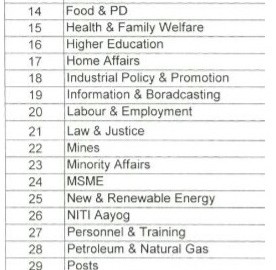 14 Food & PD
15 Health & Family Welfare
16 Higher Education
17 Home Affairs
18 Industrial Policy & Promotion
19 Information & Boradcasting
20 Labour & Employment
21 Law & Justice
22 Mines
23 Minority Affairs
24 MSME
25 New & Renewable Energy
26 NITI Aayog
27 Personnel & Training
28 Petroleum & Natural Gas
29 Posts